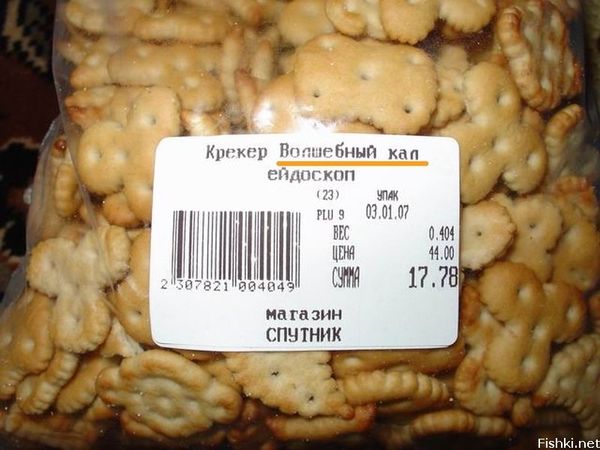 Крекер Волшебный кал
ейдоскоп
(23) УПАК
PLU 9 03.01.07
ВЕС 0.404
ЦЕНА 44.00
СУММА 17.78
2 307821 004049
магазин
СПУТНИК
Fishki.net